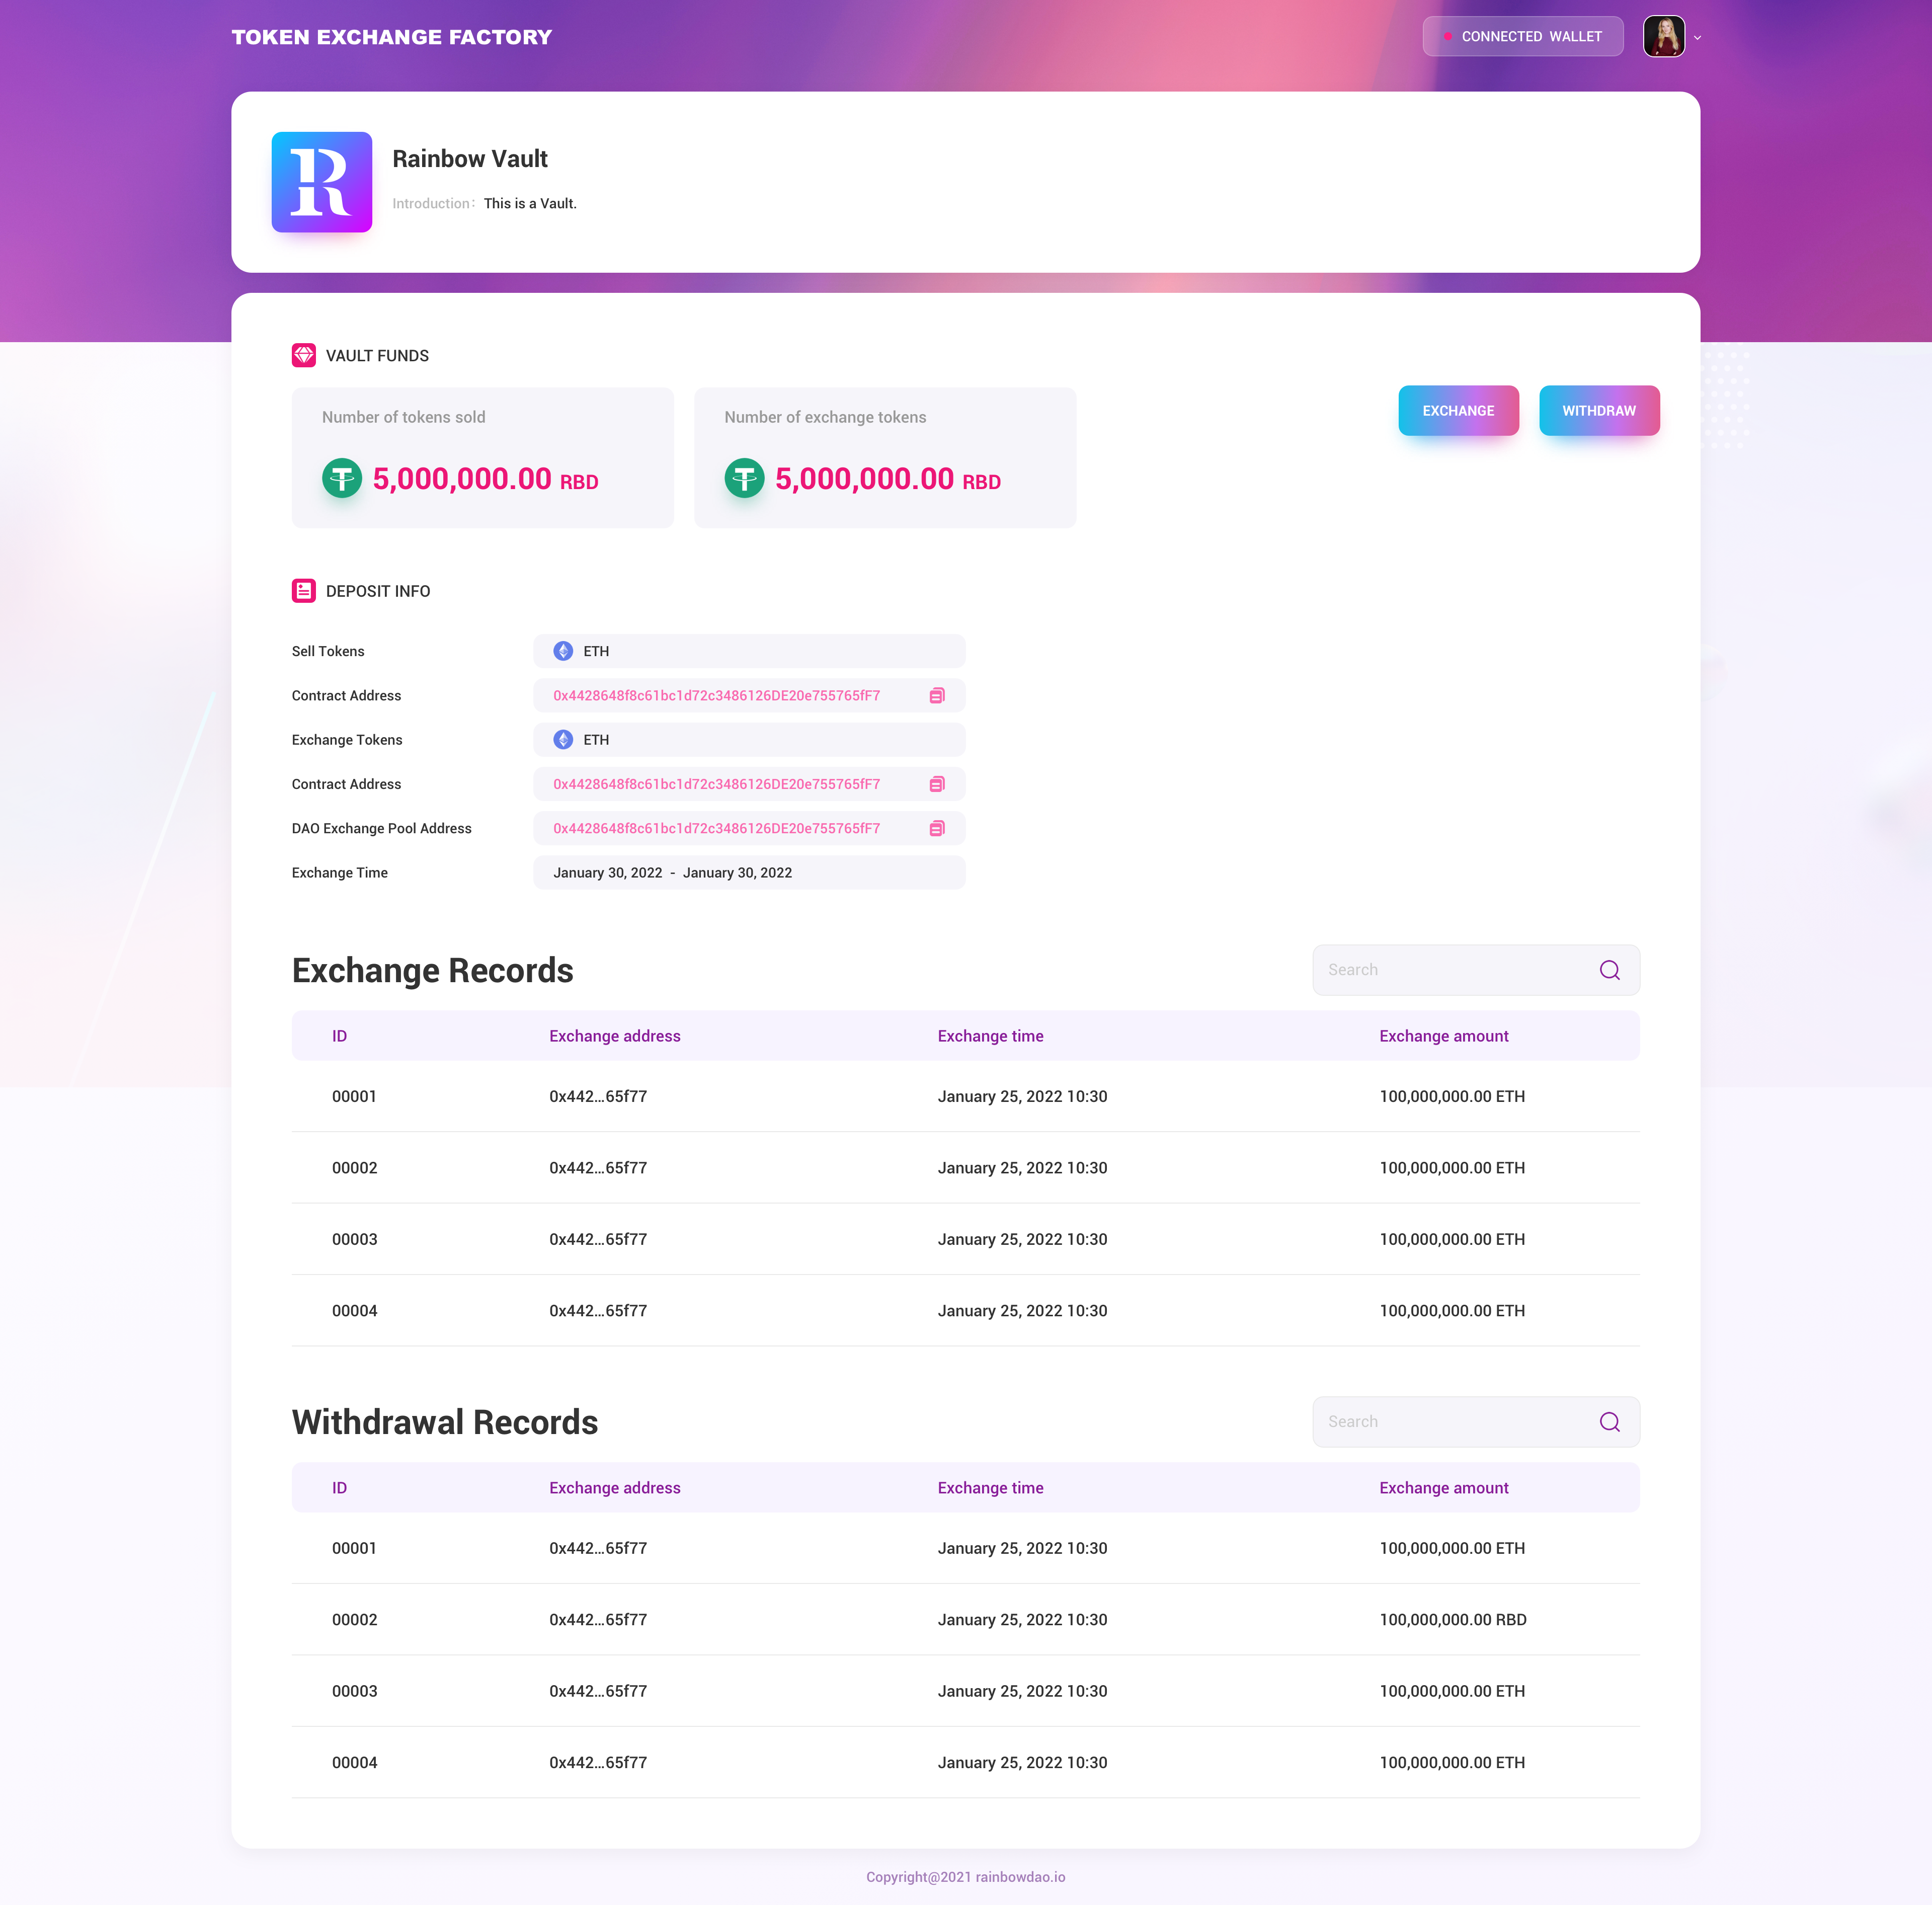 TOKEN EXCHANGE FACTORY
CONNECTED WALLET
R
Rainbow Vault
Introduction: This is a Vault.
VAULT FUNDS
Number of tokens sold
5,000,000.00 RBD
Number of exchange tokens
5,000,000.00 RBD
EXCHANGE
WITHDRAW
DEPOSIT INFO
Sell Tokens ETH
Contract Address 0x4428648f8c61bc1d72c3486126DE20e755765fF7
Exchange Tokens ETH
Contract Address 0x4428648f8c61bc1d72c3486126DE20e755765fF7
DAO Exchange Pool Address 0x4428648f8c61bc1d72c3486126DE20e755765fF7
Exchange Time January 30, 2022 - January 30, 2022
Exchange Records
Search
ID Exchange address Exchange time Exchange amount
00001 0x442...65f77 January 25, 2022 10:30 100,000,000.00 ETH
00002 0x442...65f77 January 25, 2022 10:30 100,000,000.00 ETH
00003 0x442...65f77 January 25, 2022 10:30 100,000,000.00 ETH
00004 0x442...65f77 January 25, 2022 10:30 100,000,000.00 ETH
Withdrawal Records
Search
ID Exchange address Exchange time Exchange amount
00001 0x442...65f77 January 25, 2022 10:30 100,000,000.00 ETH
00002 0x442...65f77 January 25, 2022 10:30 100,000,000.00 RBD
00003 0x442...65f77 January 25, 2022 10:30 100,000,000.00 ETH
00004 0x442...65f77 January 25, 2022 10:30 100,000,000.00 ETH
Copyright@2021 rainbowdao.io